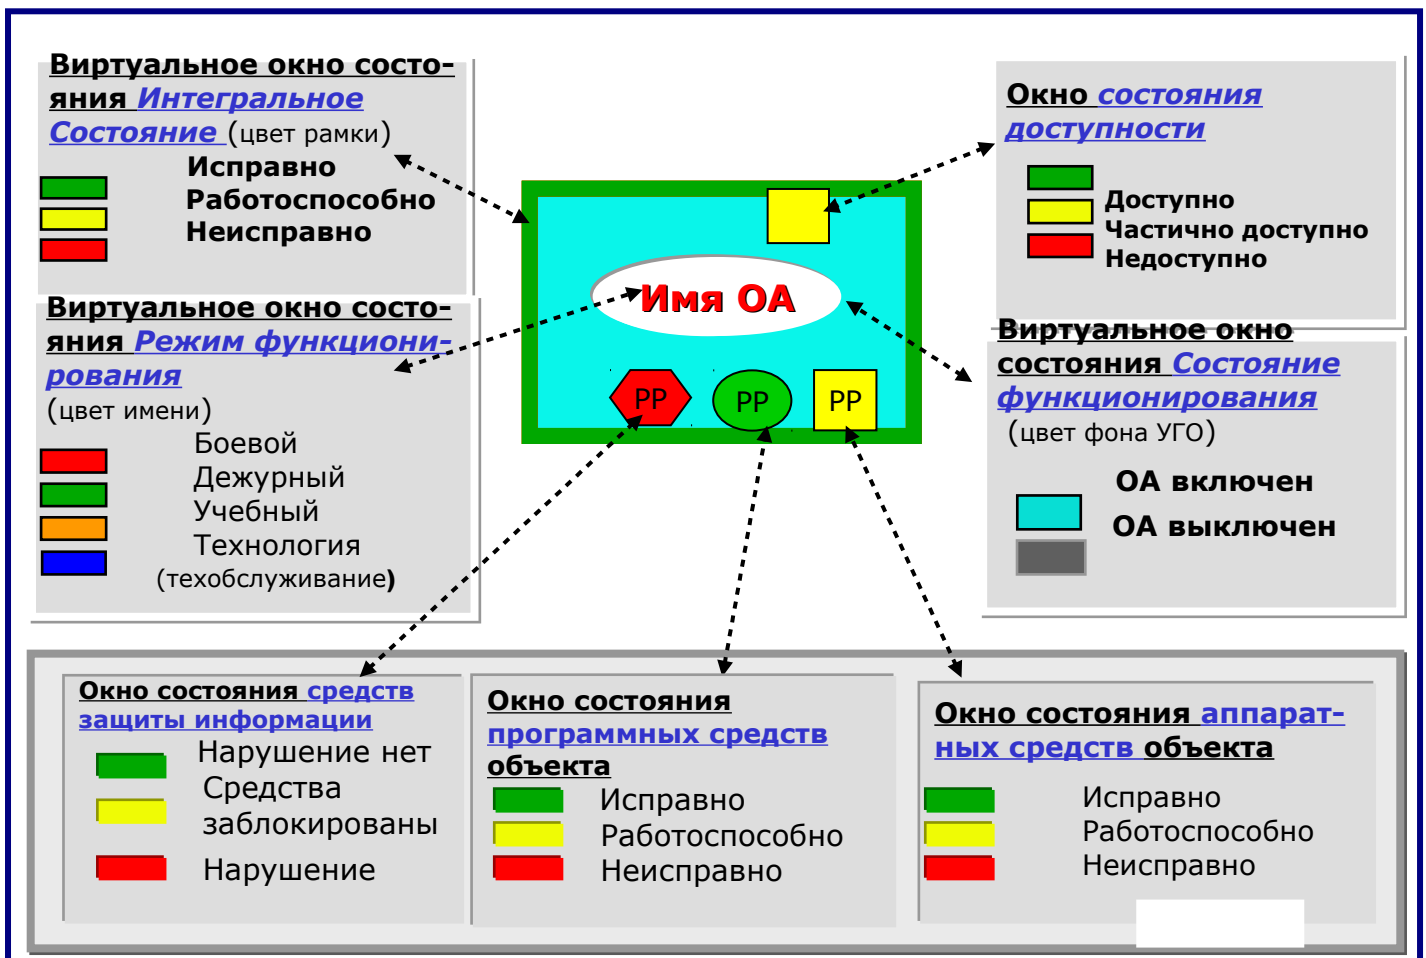 Виртуальное окно состо-
яния Интегральное
Состояние (цвет рамки)
Исправно
Работоспособно
Неисправно
Виртуальное окно состо-
яния Режим функциони-
рования
(цвет имени)
Боевой
Дежурный
Учебный
Технология
(техобслуживание)
Имя ОА
РР
РР
РР
Окно состояния
доступности
Доступно
Частично доступно
Недоступно
Виртуальное окно
состояния Состояние
функционирования
(цвет фона УГО)
ОА включен
ОА выключен
Окно состояния средств
защиты информации
Нарушение нет
Средства
заблокированы
Нарушение
Окно состояния
программных средств
объекта
Исправно
Работоспособно
Неисправно
Окно состояния аппарат-
ных средств объекта
Исправно
Работоспособно
Неисправно